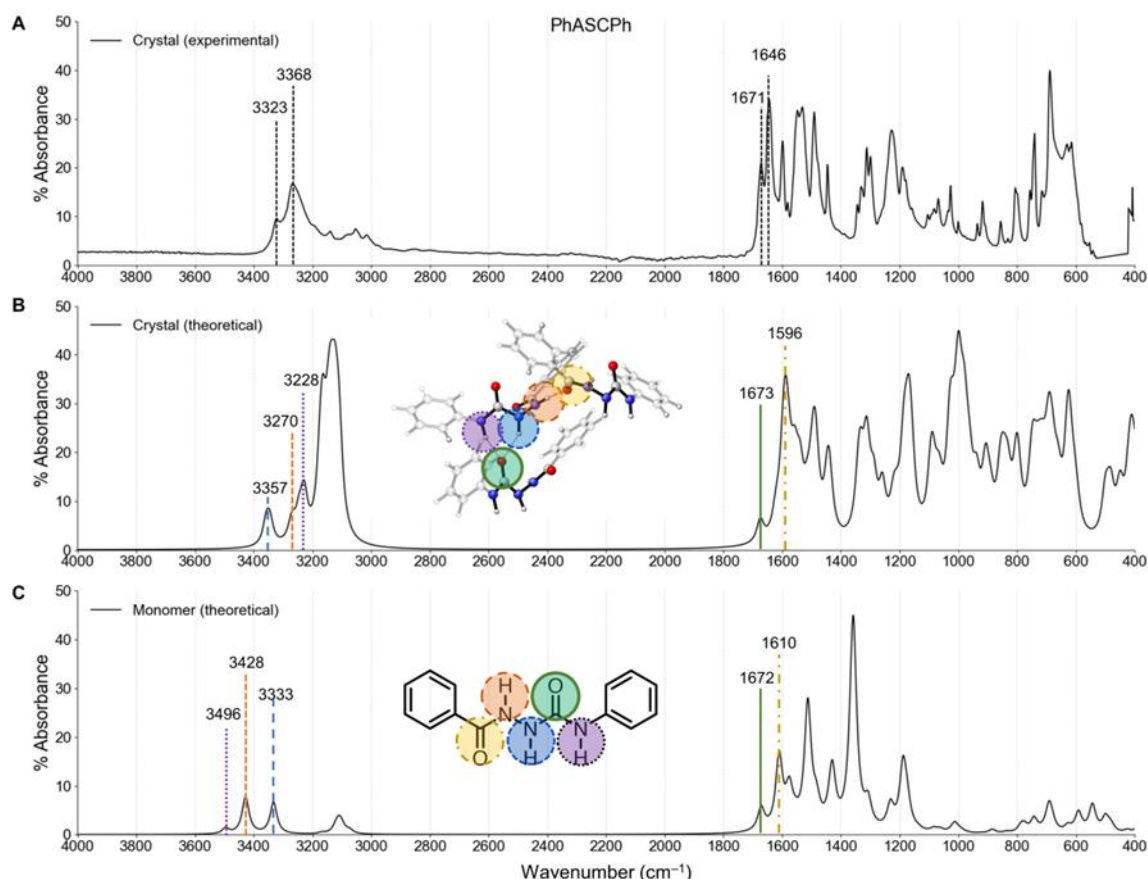 PhASCPh
A
50
40
30
20
10
0
% Absorbance
Crystal (experimental)
3323
3368
1671
1646
4000 3800 3600 3400 3200 3000 2800 2600 2400 2200 2000 1800 1600 1400 1200 1000 800 600 400
B
50
40
30
20
10
0
% Absorbance
Crystal (theoretical)
3357
3270
3228
1673
1596
4000 3800 3600 3400 3200 3000 2800 2600 2400 2200 2000 1800 1600 1400 1200 1000 800 600 400
C
50
40
30
20
10
0
% Absorbance
Monomer (theoretical)
3496
3428
3333
1672
1610
H O
N N
N
O H H
4000 3800 3600 3400 3200 3000 2800 2600 2400 2200 2000 1800 1600 1400 1200 1000 800 600 400
Wavenumber (cm⁻¹)